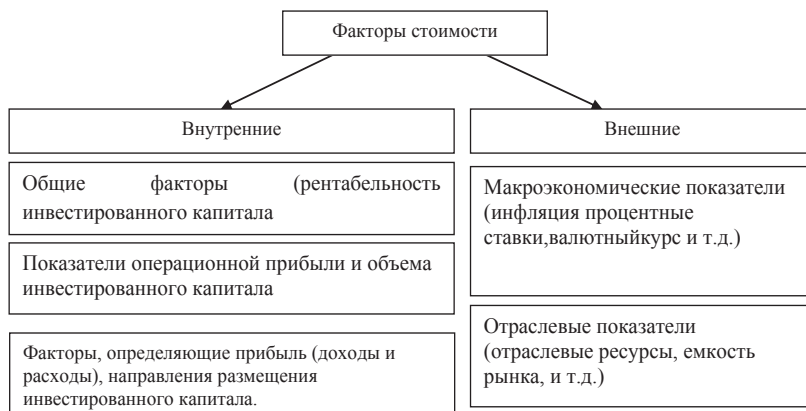 Факторы стоимости
Внутренние
Внешние
Общие факторы (рентабельность
инвестированного капитала
Показатели операционной прибыли и объема
инвестированного капитала
Факторы, определяющие прибыль (доходы и
расходы), направления размещения
инвестированного капитала.
Макроэкономические показатели
(инфляция процентные
ставки,валютныйкурс и т.д.)
Отраслевые показатели
(отраслевые ресурсы, емкость
рынка, и т.д.)